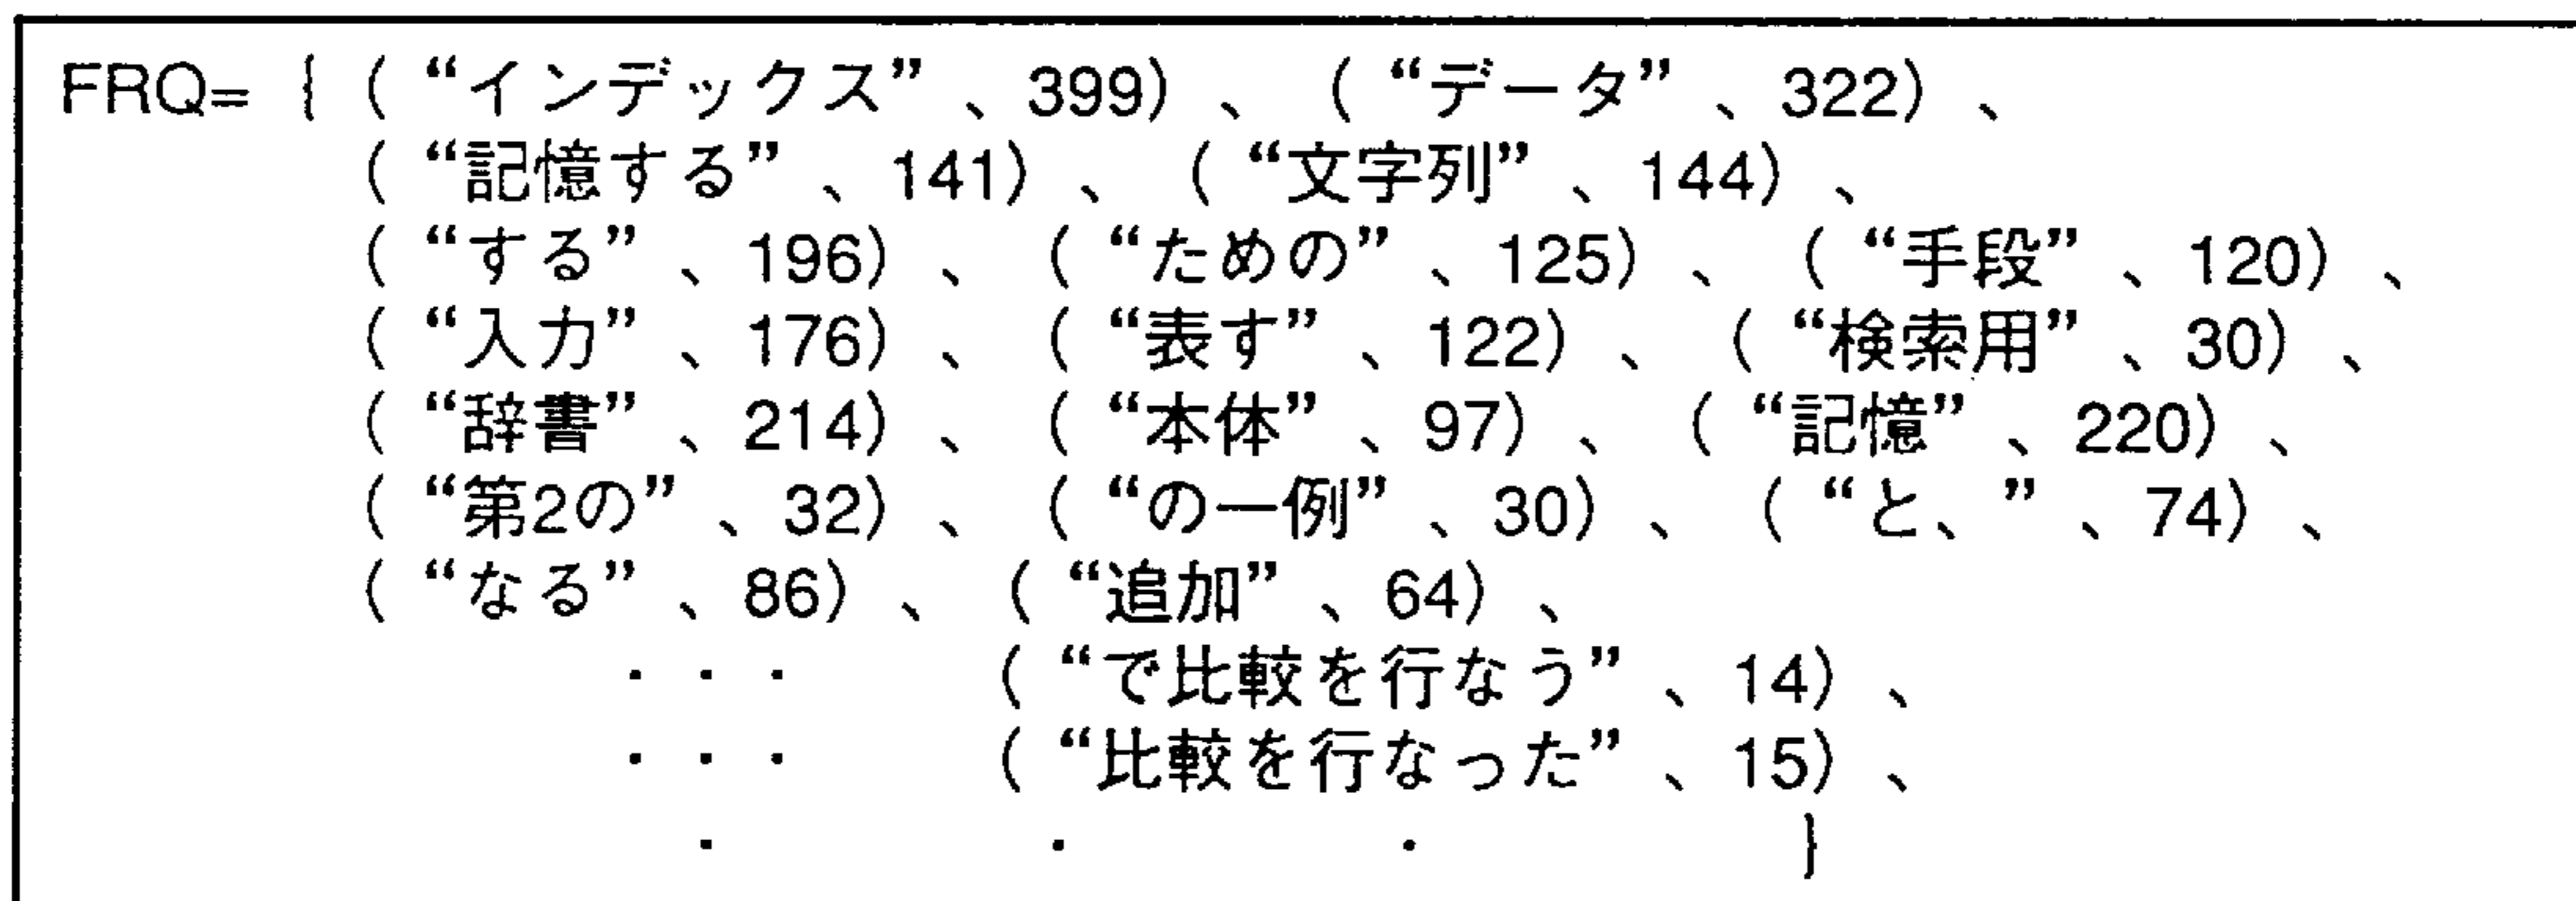 FRQ= { ( “インデックス” 、399) 、 ( “データ” 、322) 、
( “記憶する” 、141) 、 ( “文字列” 、144) 、
( “する” 、196) 、 ( “ための” 、125) 、 ( “手段” 、120) 、
( “入力” 、176) 、 ( “表す” 、122) 、 ( “検索用” 、30) 、
( “辞書” 、214) 、 ( “本体” 、97) 、 ( “記憶” 、220) 、
( “第2の” 、32) 、 ( “の一例” 、30) 、 ( “と、” 、74) 、
( “なる” 、86) 、 ( “追加” 、64) 、
・・・ ( “で比較を行なう” 、14) 、
・・・ ( “比較を行なった” 、15) 、
・ ・ ・ }